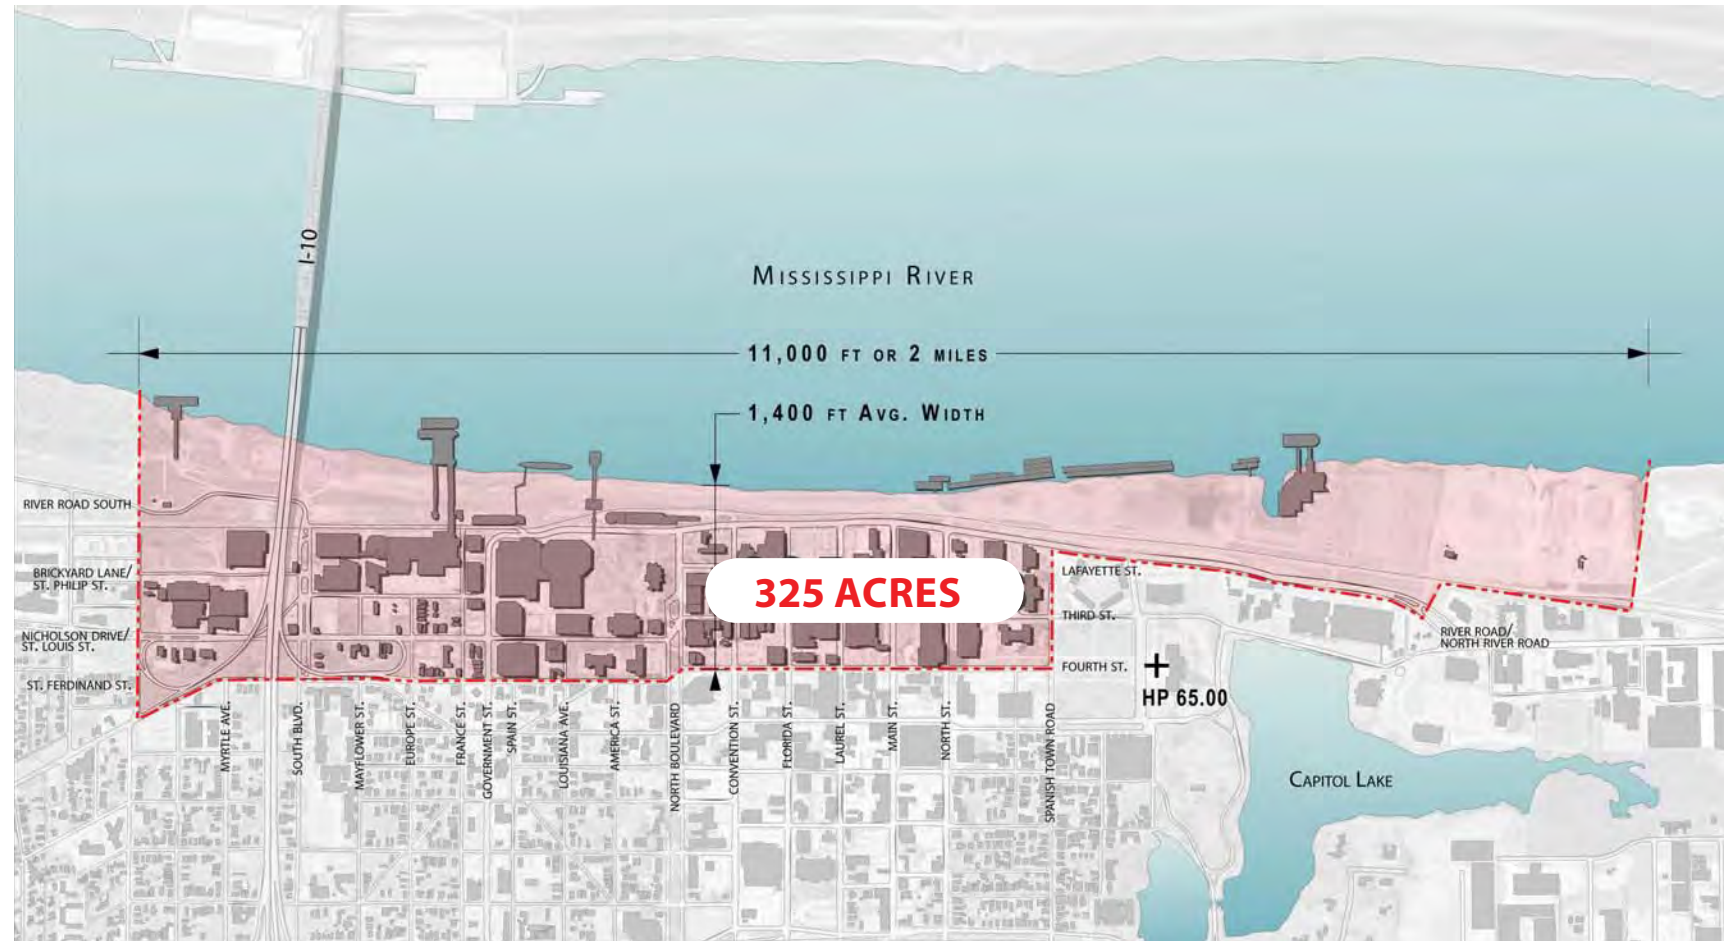 I-10
Mississippi River
11,000 ft or 2 miles
1,400 ft Avg. Width
RIVER ROAD SOUTH
BRICKYARD LANE/
ST. PHILIP ST.
NICHOLSON DRIVE/
ST. LOUIS ST.
ST. FERDINAND ST.
325 ACRES
LAFAYETTE ST.
THIRD ST.
FOURTH ST.
HP 65.00
RIVER ROAD/
NORTH RIVER ROAD
MYRTLE AVE.
SOUTH BLVD.
MAYFLOWER ST.
EUROPE ST.
FRANCE ST.
GOVERNMENT ST.
SPAIN ST.
LOUISIANA AVE.
AMERICA ST.
NORTH BOULEVARD
CONVENTION ST.
FLORIDA ST.
LAUREL ST.
MAIN ST.
NORTH ST.
SPANISH TOWN ROAD
Capitol Lake